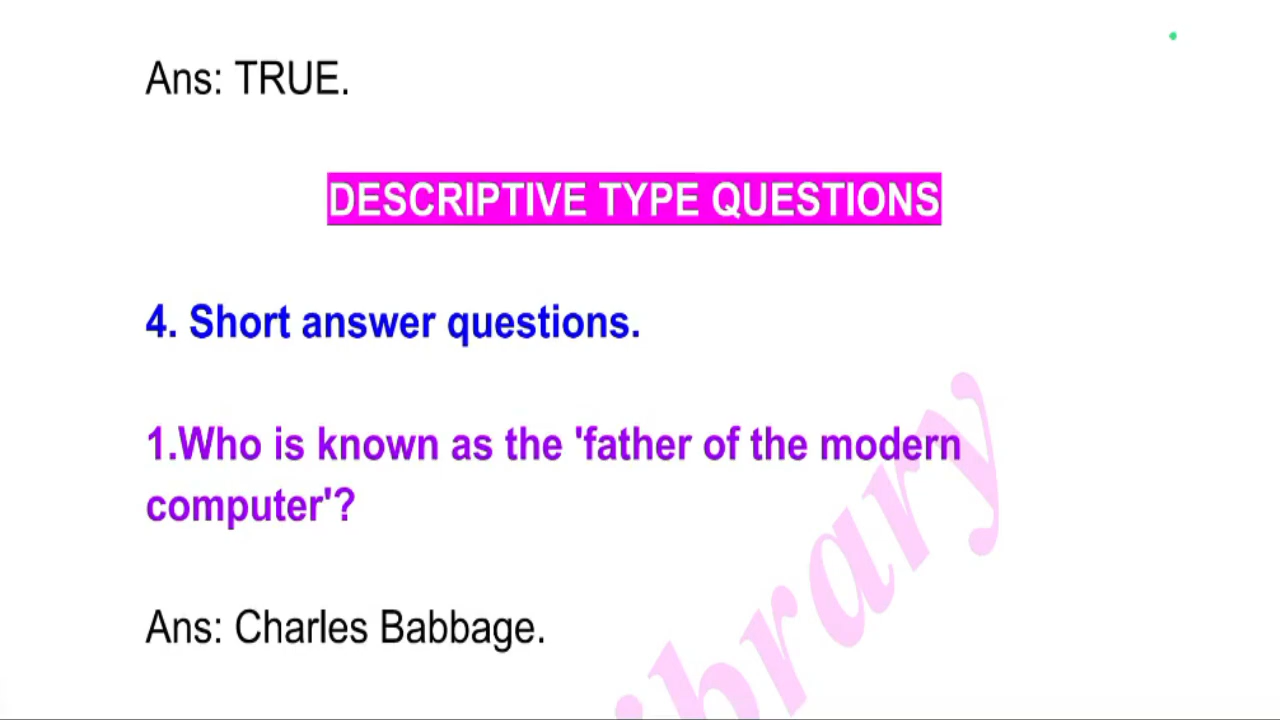 Ans: TRUE.
DESCRIPTIVE TYPE QUESTIONS
4. Short answer questions.
1.Who is known as the 'father of the modern
computer'?
Ans: Charles Babbage.